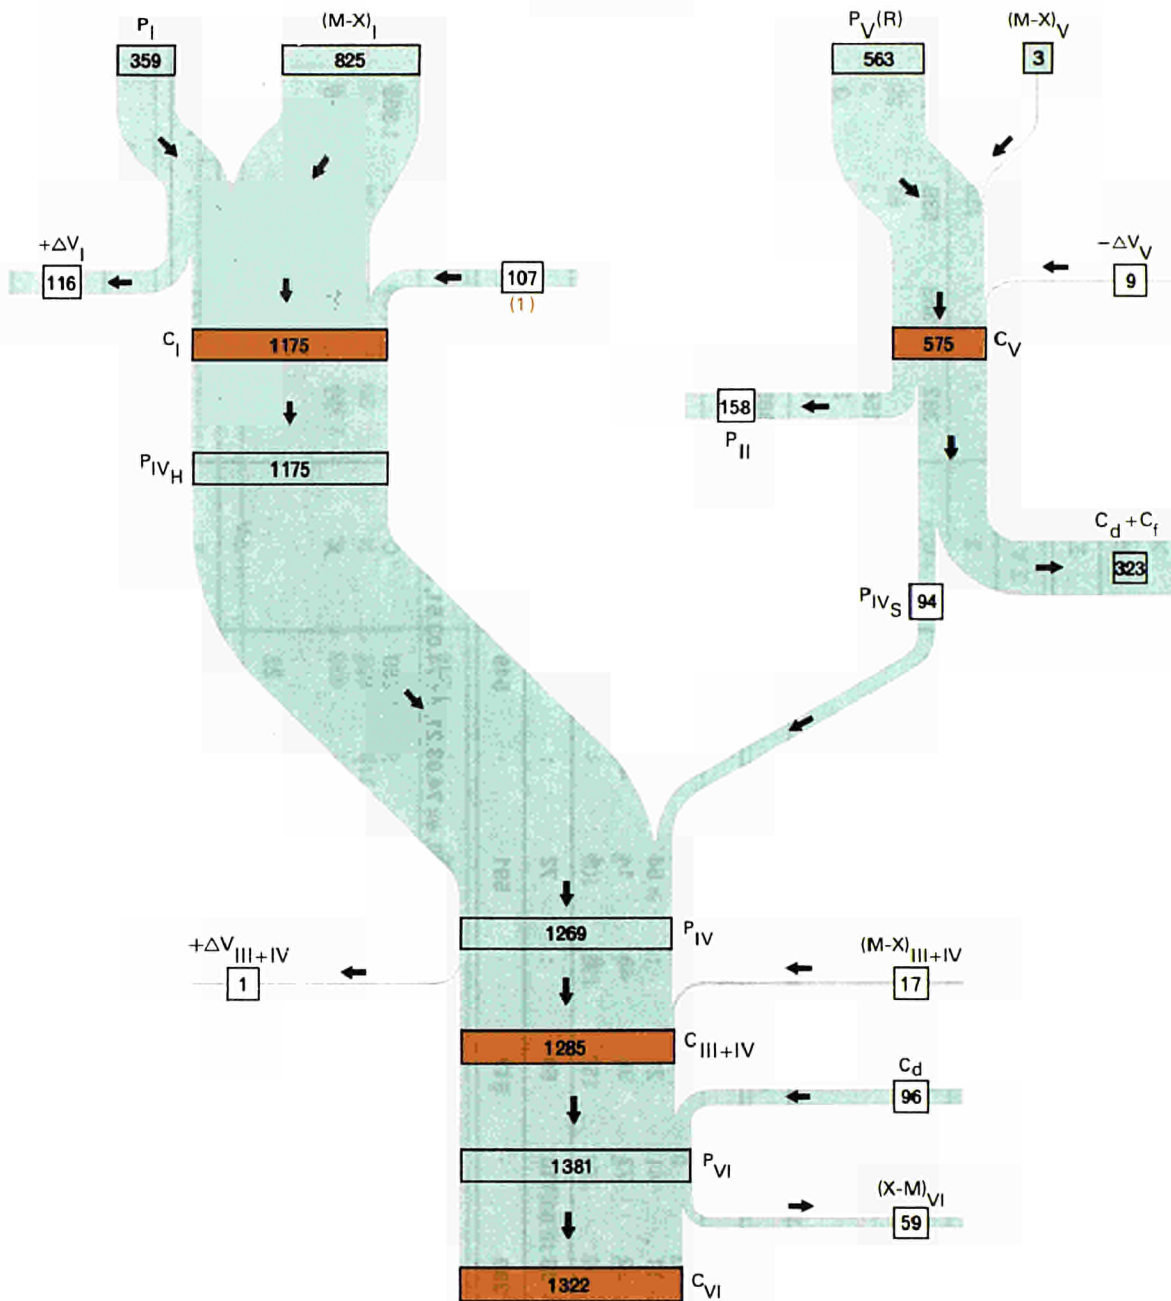 P_I (M-X)_I P_V(R) (M-X)_V
359 825 563 3
+ΔV_I -ΔV_V
116 107 9
(1)
C_I 1175 575 C_V
158
P_II
P_IV_H 1175
C_d + C_f
323
P_IV_S 94
1269 P_IV
+ΔV_III+IV (M-X)_III+IV
1 17
1285 C_III+IV
C_d
96
1381 P_VI
(X-M)_VI
59
1322 C_VI